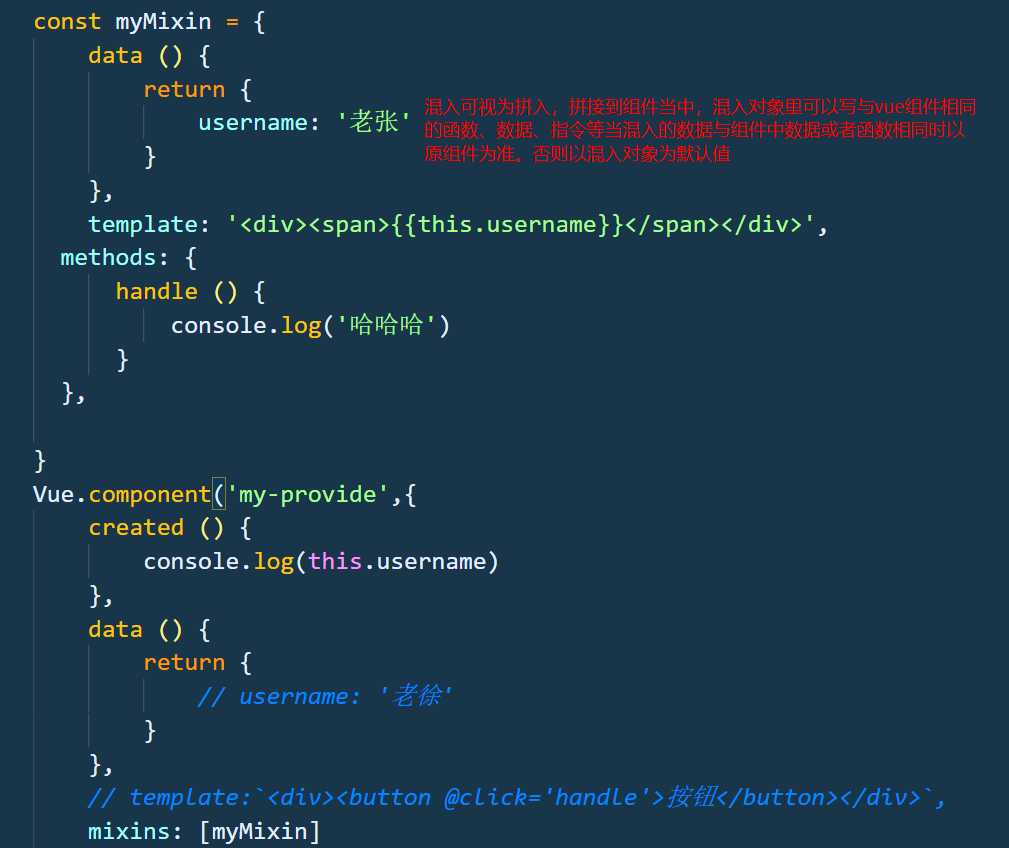 const myMixin = {
data () {
return {
username: '老张'
混入可视为拼入，拼接到组件当中，混入对象里可以写与vue组件相同
的函数、数据、指令等当混入的数据与组件中数据或者函数相同时以
原组件为准。否则以混入对象为默认值
}
},
template: '<div><span>{{this.username}}</span></div>',
methods: {
handle () {
console.log('哈哈哈')
}
},
}
Vue.component('my-provide',{
created () {
console.log(this.username)
},
data () {
return {
// username: '老徐'
}
},
// template:`<div><button @click='handle'>按钮</button></div>`,
mixins: [myMixin]